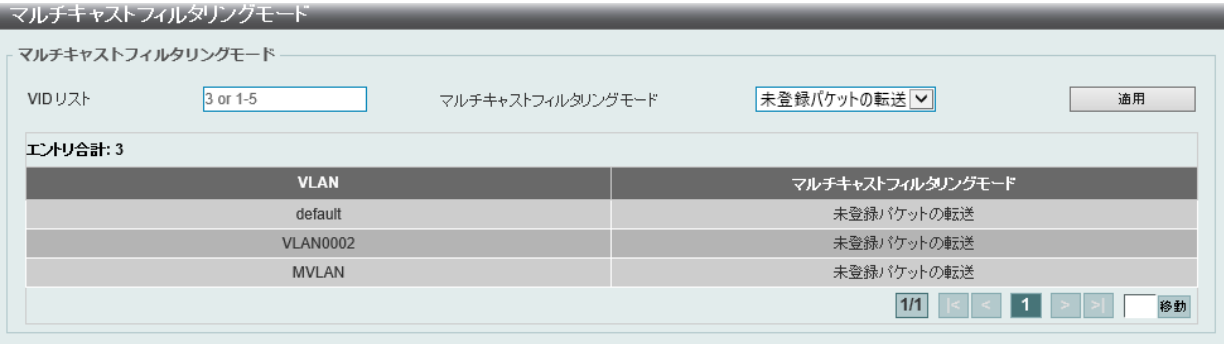 マルチキャストフィルタリングモード
マルチキャストフィルタリングモード
VIDリスト 3 or 1-5 マルチキャストフィルタリングモード 未登録パケットの転送 適用
エントリ合計: 3
VLAN マルチキャストフィルタリングモード
default 未登録パケットの転送
VLAN0002 未登録パケットの転送
MVLAN 未登録パケットの転送
1/1 |< < 1 > >| 移動